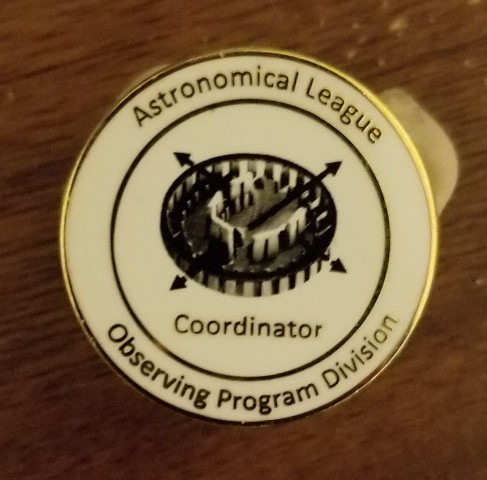 Astronomical League
Coordinator
Observing Program Division